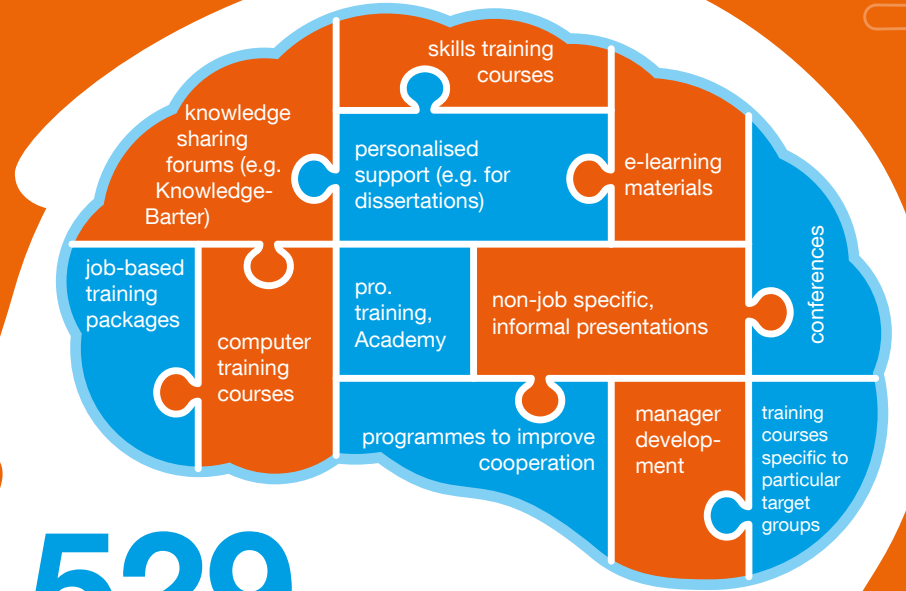 skills training
courses
knowledge
sharing
forums (e.g.
Knowledge-
Barter)
personalised
support (e.g. for
dissertations)
e-learning
materials
conferences
job-based
training
packages
computer
training
courses
pro.
training,
Academy
non-job specific,
informal presentations
programmes to improve
cooperation
manager
develop-
ment
training
courses
specific to
particular
target
groups
529